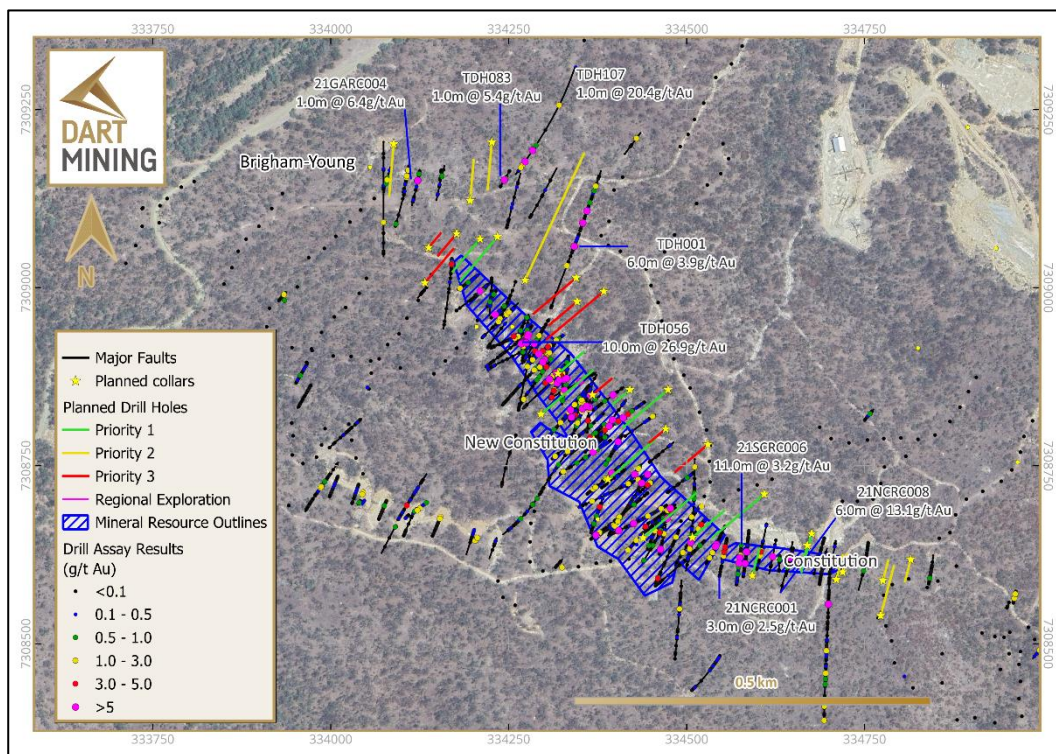 333750
334000
334250
334500
334750
7309250
7309000
7308750
7308500
7309250
7309000
7308750
7308500
DART
MINING
N
21GARC004
1.0m @ 6.4g/t Au
TDH083
1.0m @ 5.4g/t Au
TDH107
1.0m @ 20.4g/t Au
Brigham-Young
TDH001
6.0m @ 3.9g/t Au
TDH056
10.0m @ 26.9g/t Au
New Constitution
21SCRC006
11.0m @ 3.2g/t Au
21NCRC008
6.0m @ 13.1g/t Au
Constitution
21NCRC001
3.0m @ 2.5g/t Au
Major Faults
Planned collars
Planned Drill Holes
Priority 1
Priority 2
Priority 3
Regional Exploration
Mineral Resource Outlines
Drill Assay Results
(g/t Au)
<0.1
0.1 - 0.5
0.5 - 1.0
1.0 - 3.0
3.0 - 5.0
>5
0.5 km
333750
334000
334250
334500
334750